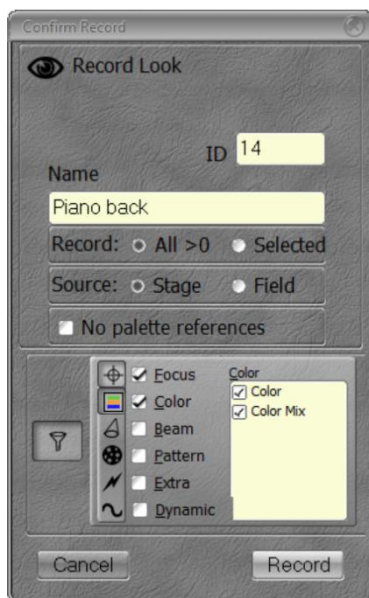 Confirm Record
Record Look
ID 14
Name
Piano back
Record: All >0 Selected
Source: Stage Field
No palette references
Focus
Color
Beam
Pattern
Extra
Dynamic
Color
Color
Color Mix
Cancel Record